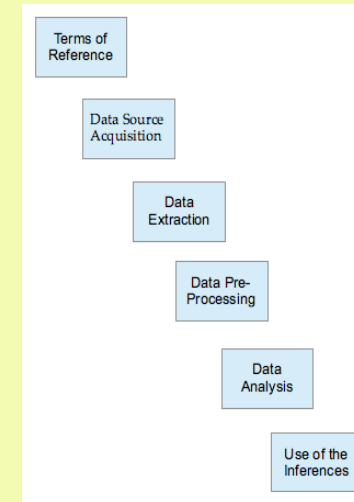 Terms of
Reference
Data Source
Acquisition
Data
Extraction
Data Pre-
Processing
Data
Analysis
Use of the
Inferences